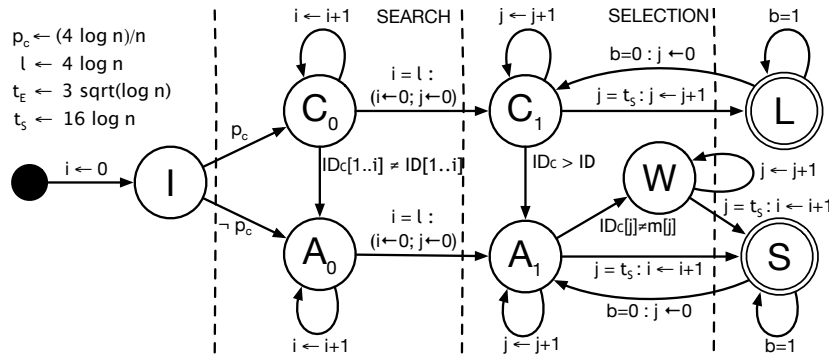 p_c ← (4 log n)/n
l ← 4 log n
t_E ← 3 sqrt(log n)
t_S ← 16 log n
SEARCH
SELECTION
i ← i+1
j ← j+1
b=1
b=0 : j ←0
C_0
i = l :
(i←0; j←0)
C_1
j = t_S : j ← j+1
L
p_c
ID_C[1..i] ≠ ID[1..i]
ID_C > ID
i ← 0
I
W
j ← j+1
¬ p_c
i = l :
(i←0; j←0)
ID_C[j]≠m[j]
j = t_S : i ← i+1
A_0
A_1
j = t_S : i ← i+1
S
b=0 : j ←0
i ← i+1
j ← j+1
b=1